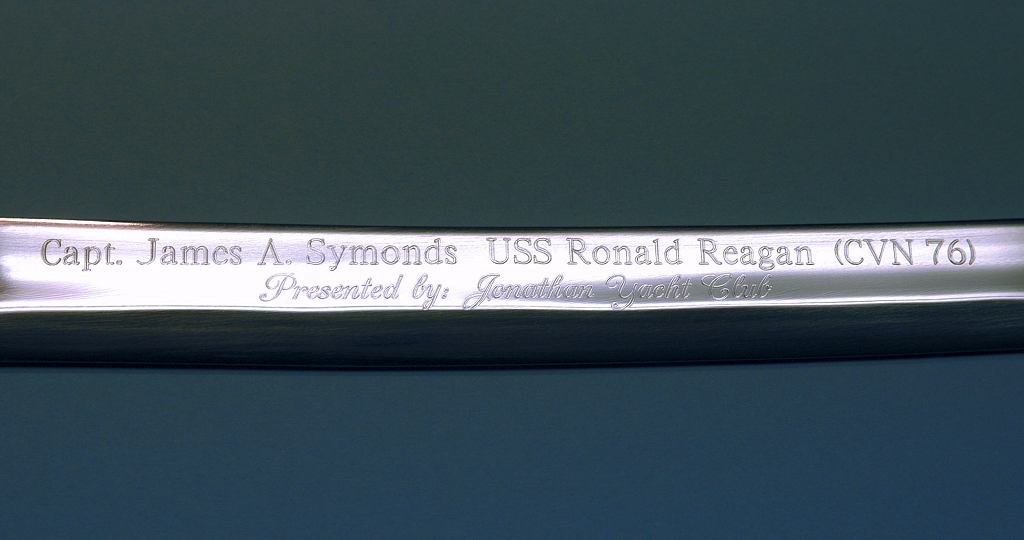 Capt. James A. Symonds USS Ronald Reagan (CVN 76)
Presented by: Jonathan Yacht Club